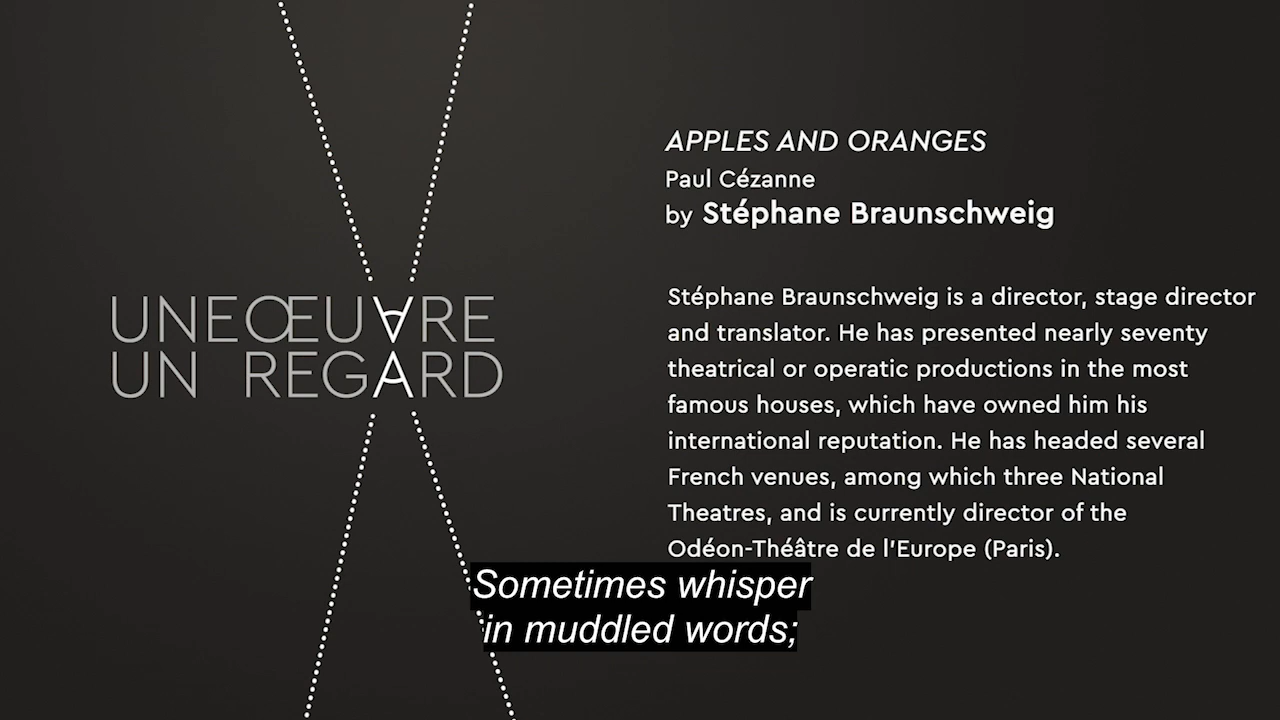 UNE ŒUVRE
UN REGARD
APPLES AND ORANGES
Paul Cézanne
by Stéphane Braunschweig
Stéphane Braunschweig is a director, stage director
and translator. He has presented nearly seventy
theatrical or operatic productions in the most
famous houses, which have owned him his
international reputation. He has headed several
French venues, among which three National
Theatres, and is currently director of the
Odéon-Théâtre de l'Europe (Paris).
Sometimes whisper
in muddled words;